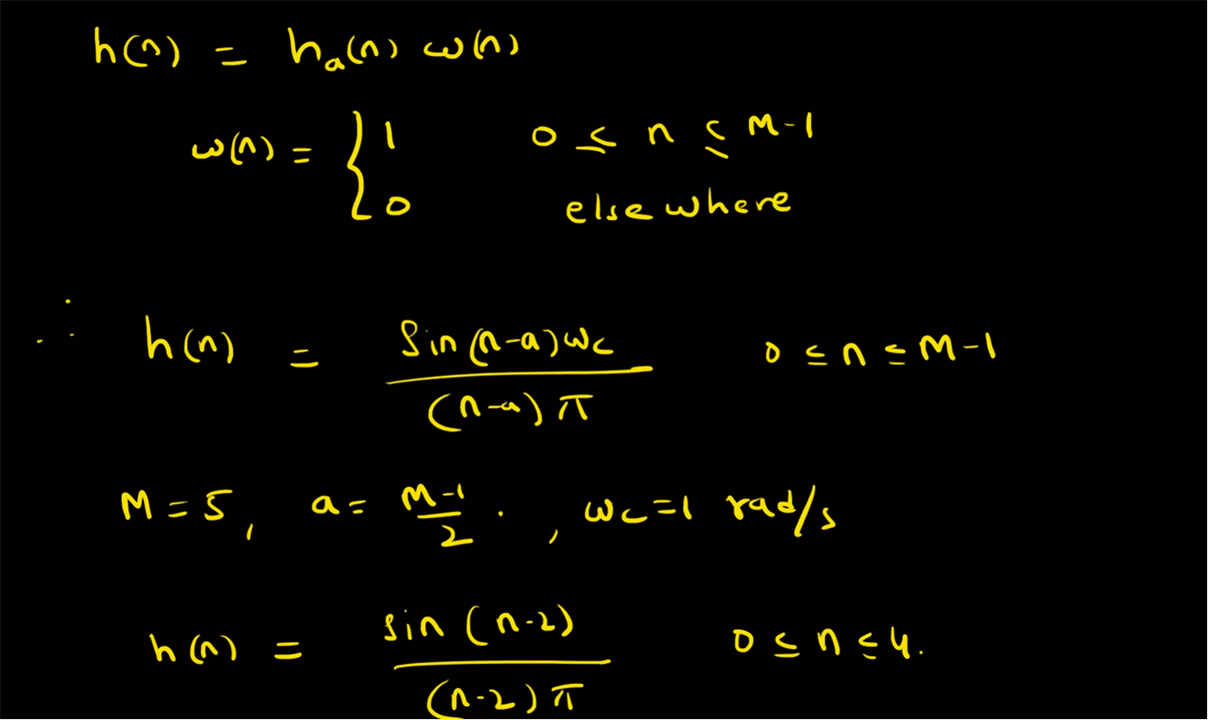 h(n) = ha(n) ω(n)
ω(n) = { 1 0 ≤ n ≤ M-1
0 elsewhere
∴ h(n) = Sin(n-a)ωc / (n-a)π 0 ≤ n ≤ M-1
M = 5, a = M-1 / 2 . , ωc = 1 rad/s
h(n) = sin(n-2) / (n-2)π 0 ≤ n ≤ 4.